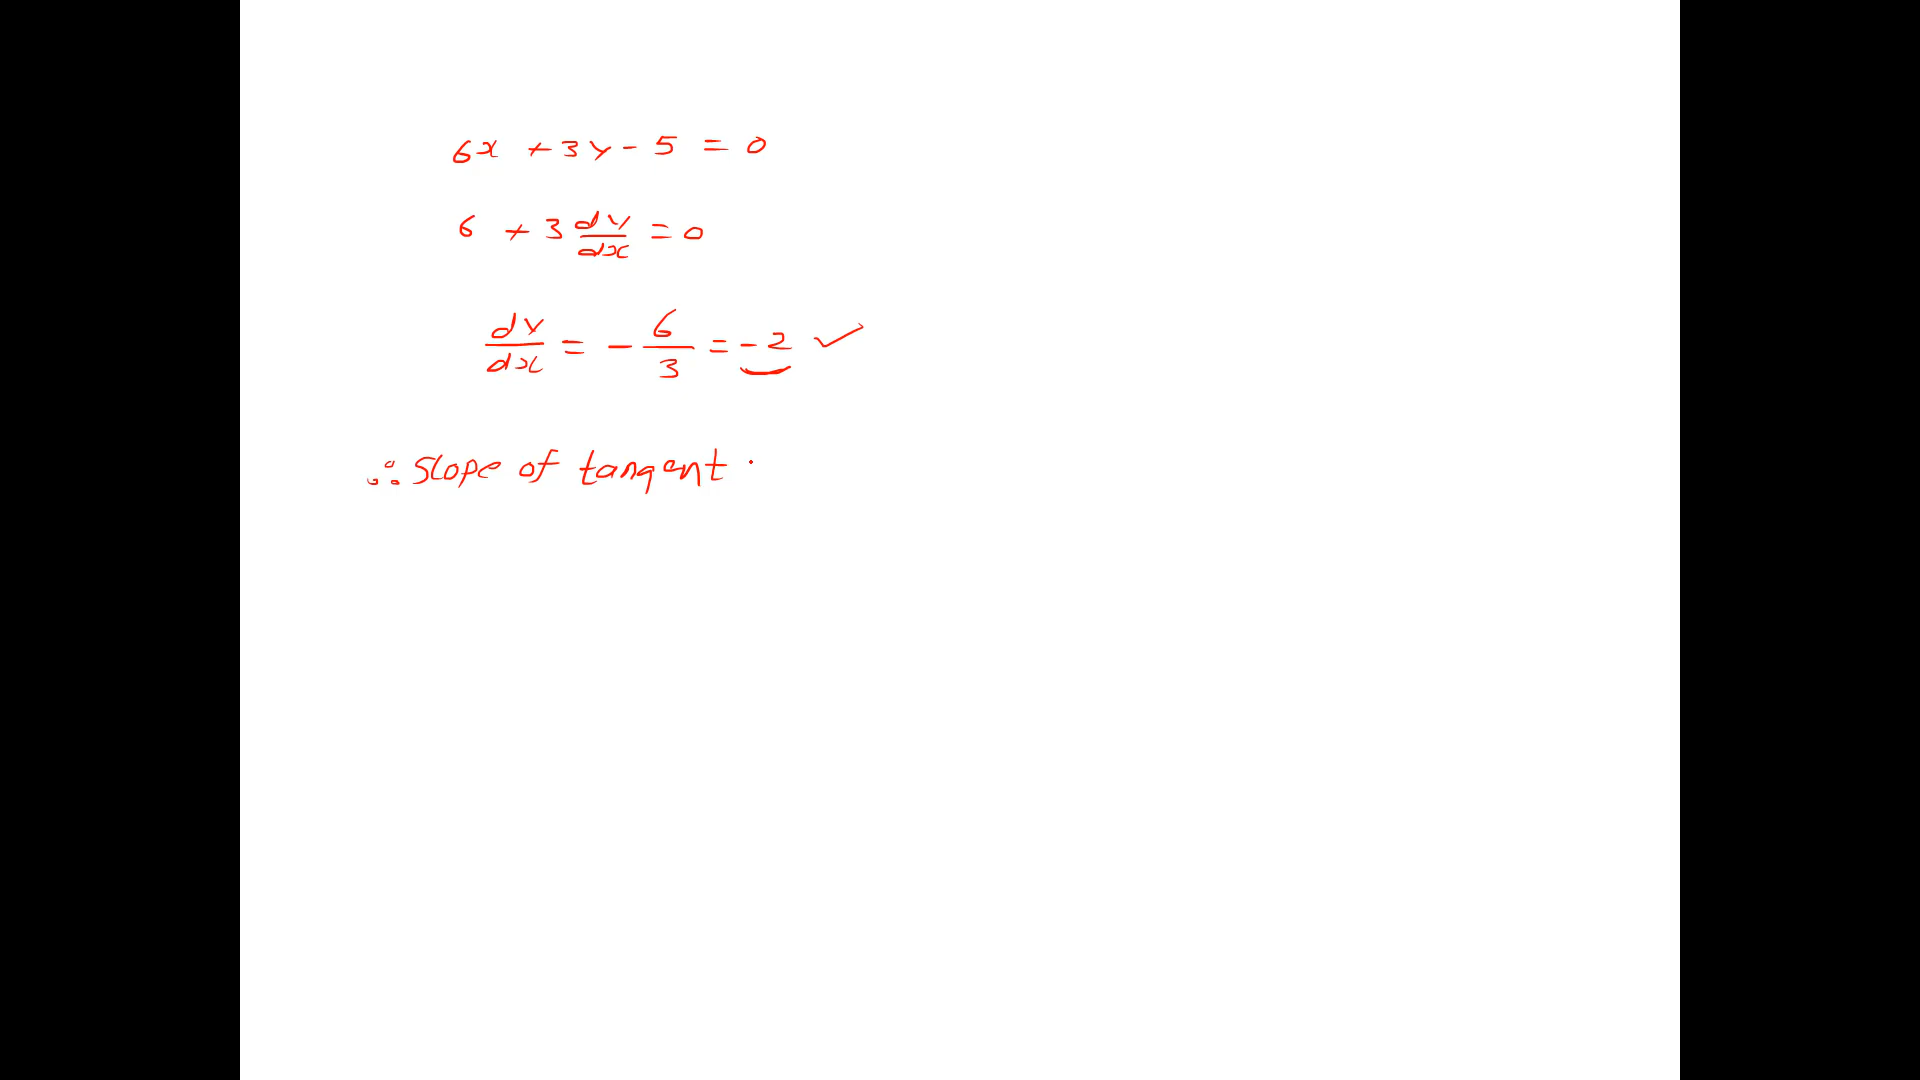 6x + 3y - 5 = 0
6 + 3 dy/dx = 0
dy/dx = - 6/3 = -2 ✓
∴ Slope of tangent